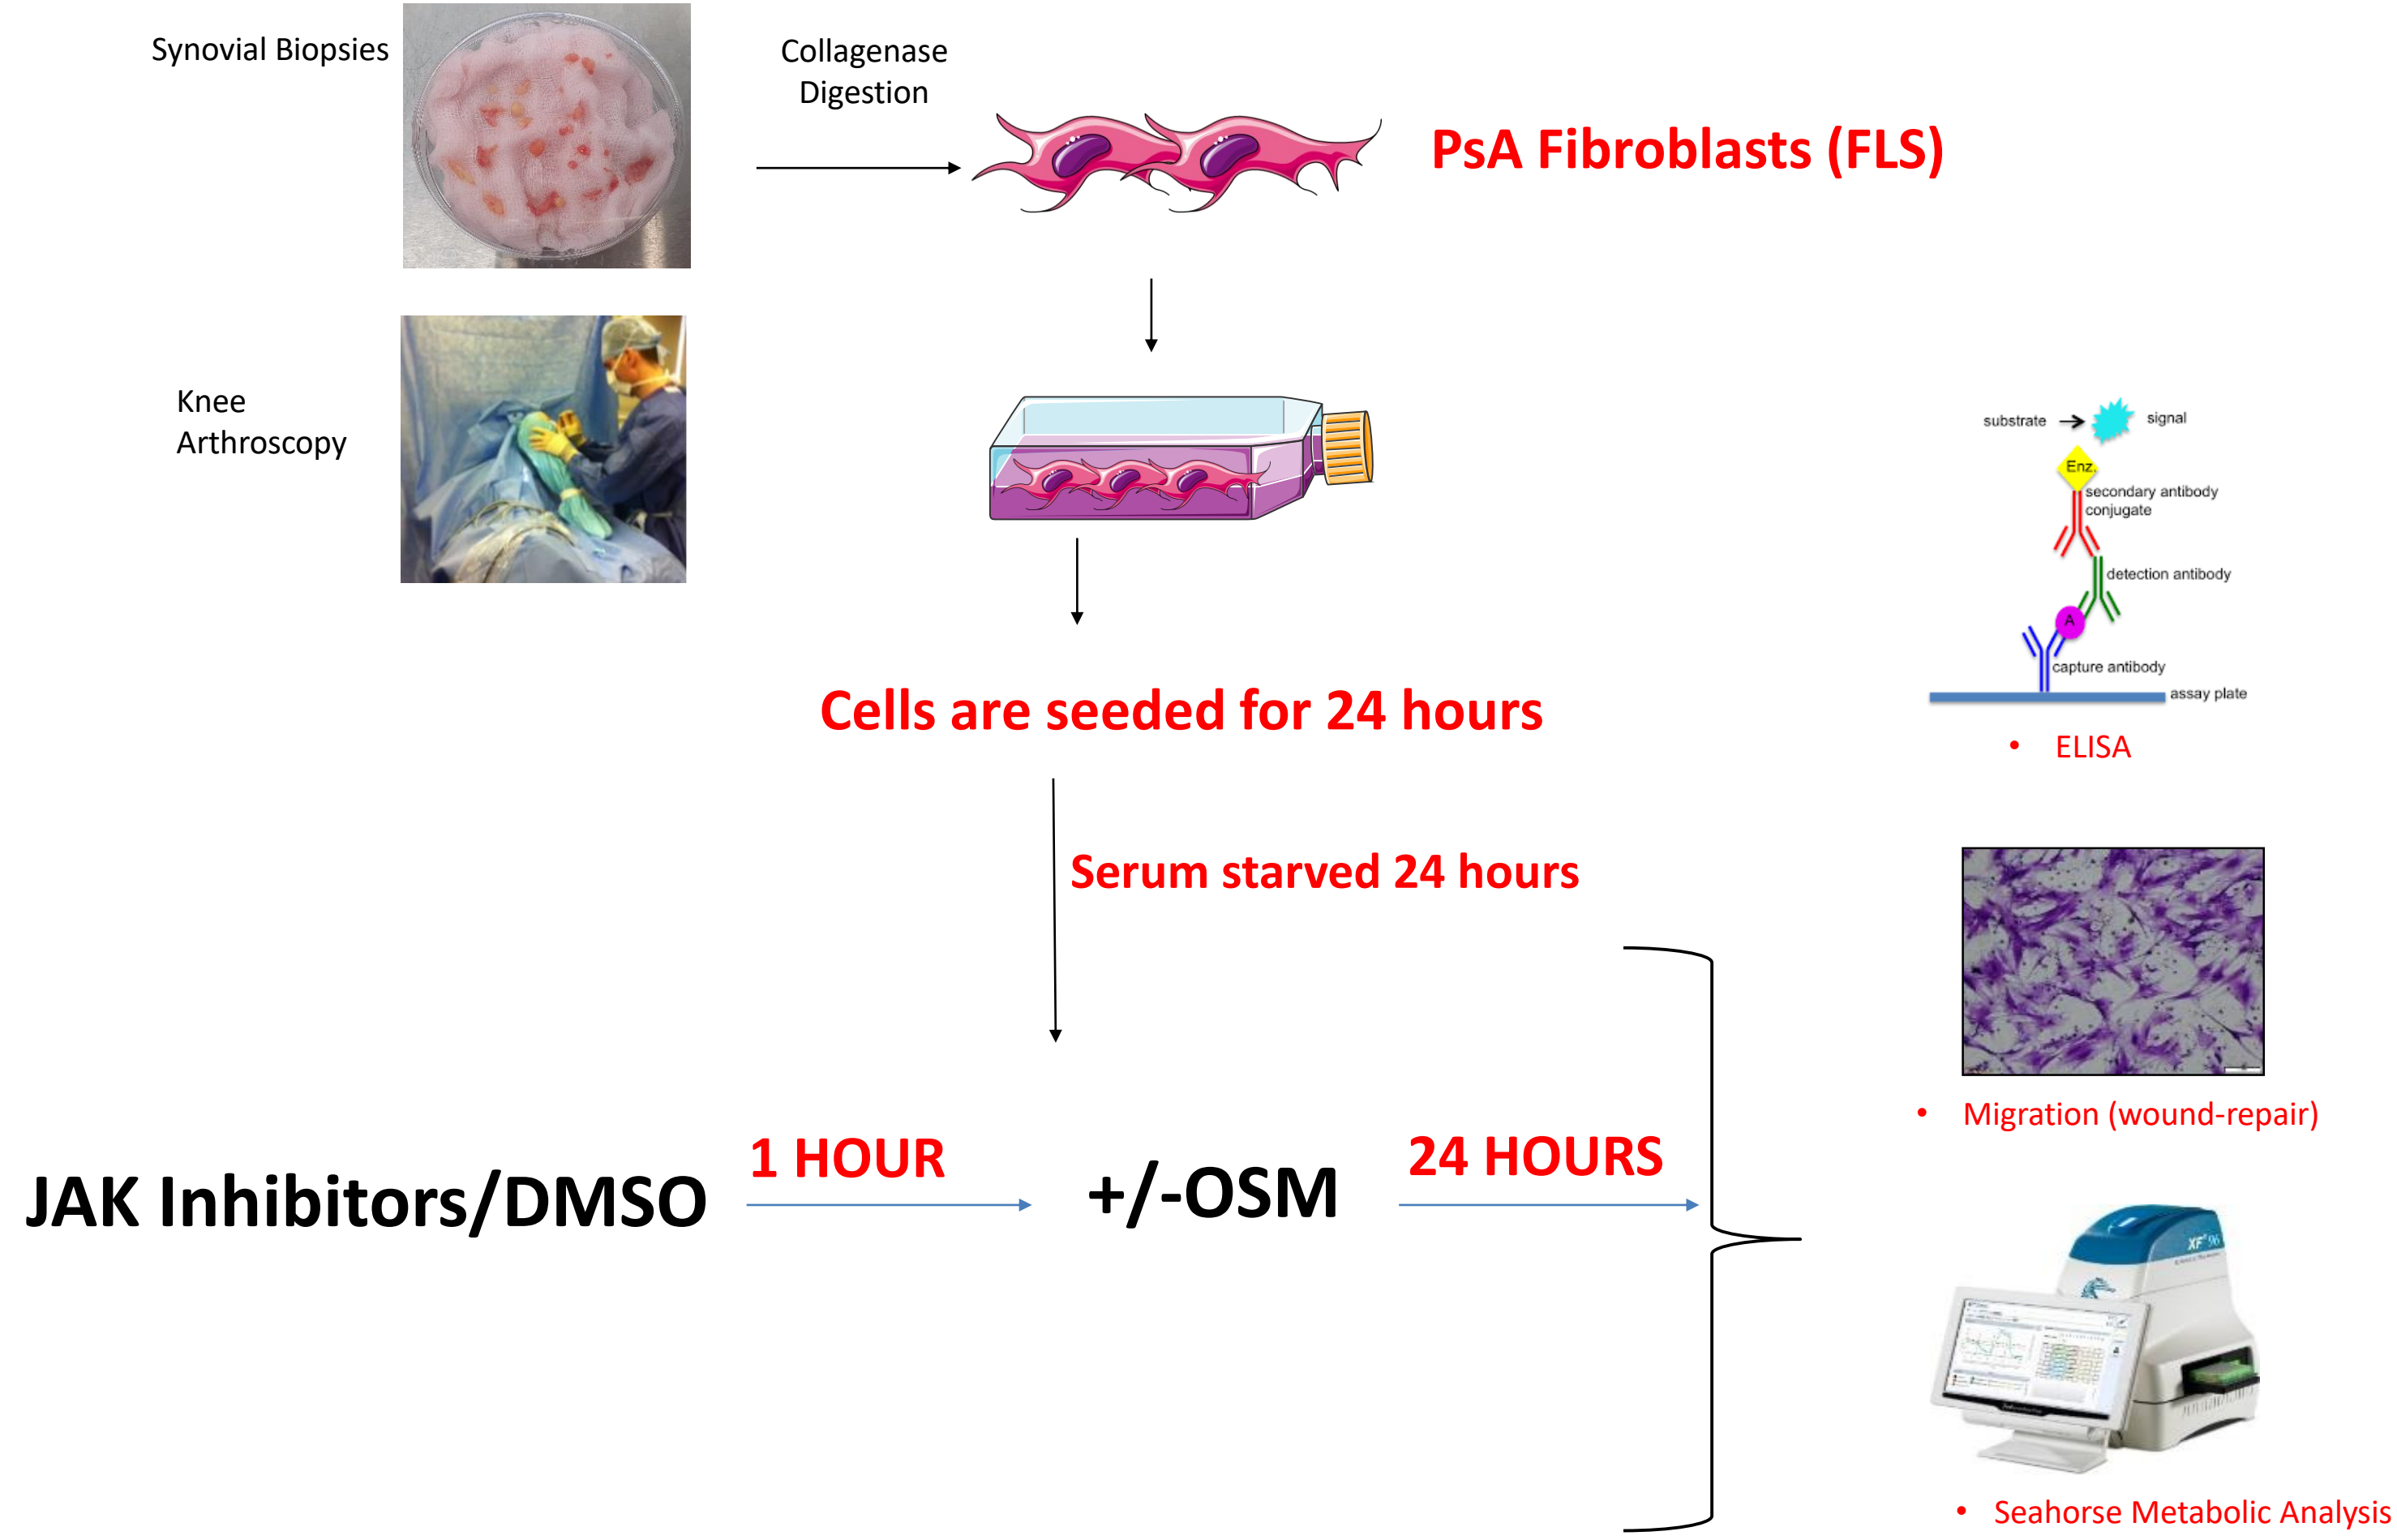 Synovial Biopsies
Collagenase
Digestion
PsA Fibroblasts (FLS)
Knee
Arthroscopy
substrate
signal
Enz.
secondary antibody
conjugate
detection antibody
A
capture antibody
assay plate
Cells are seeded for 24 hours
• ELISA
Serum starved 24 hours
• Migration (wound-repair)
JAK Inhibitors/DMSO
1 HOUR
+/-OSM
24 HOURS
XF 96
• Seahorse Metabolic Analysis